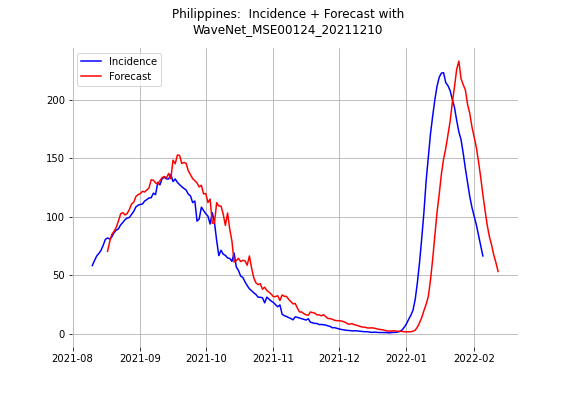 Philippines:  Incidence + Forecast with
WaveNet_MSE00124_20211210
Incidence
Forecast
200
150
100
50
0
2021-08 2021-09 2021-10 2021-11 2021-12 2022-01 2022-02